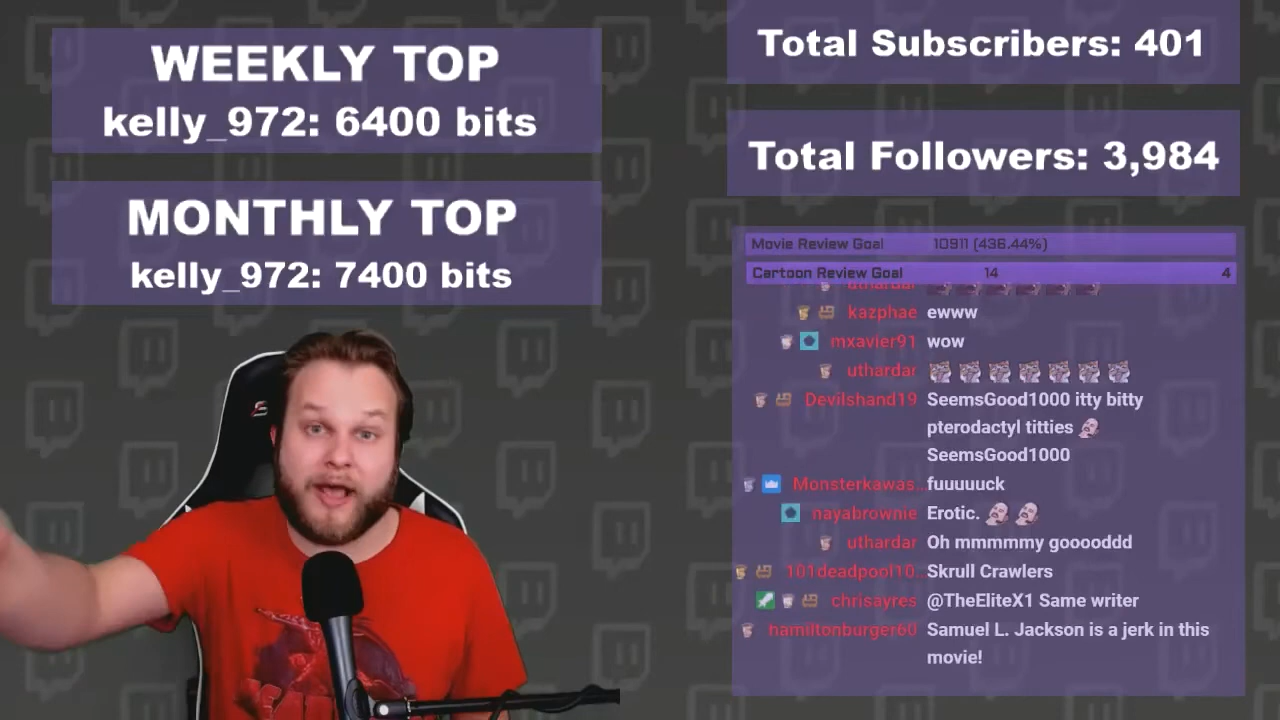 WEEKLY TOP
kelly_972: 6400 bits
MONTHLY TOP
kelly_972: 7400 bits
Total Subscribers: 401
Total Followers: 3,984
Movie Review Goal 10911 (436.44%)
Cartoon Review Goal 14 4
uthardar
kazphae ewww
mxavier91 wow
uthardar
Devilshand19 SeemsGood1000 itty bitty
pterodactyl titties
SeemsGood1000
Monsterkawas.. fuuuuuck
nayabrownie Erotic.
uthardar Oh mmmmmy gooooddd
101deadpool10.. Skrull Crawlers
chrisayres @TheEliteX1 Same writer
hamiltonburger60 Samuel L. Jackson is a jerk in this
movie!